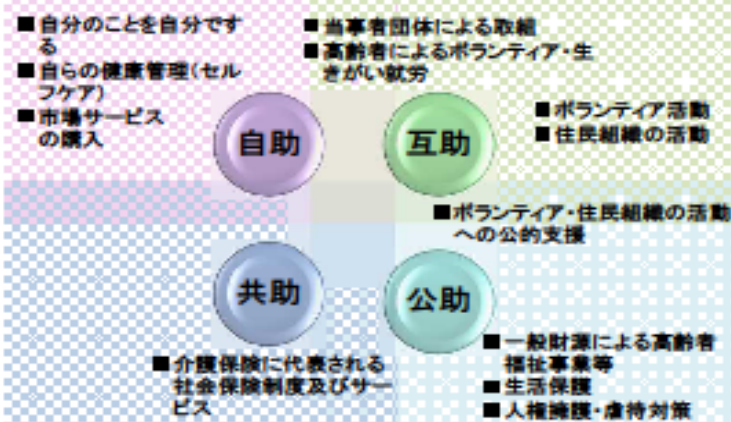 ■自分のことを自分です
る
■自らの健康管理(セル
フケア)
■市場サービス
の購入
■当事者団体による取組
■高齢者によるボランティア・生
きがい就労
■ボランティア活動
■住民組織の活動
自助
互助
■ボランティア・住民組織の活動
への公的支援
共助
公助
■介護保険に代表される
社会保険制度及びサー
ビス
■一般財源による高齢者
福祉事業等
■生活保護
■人権擁護・虐待対策